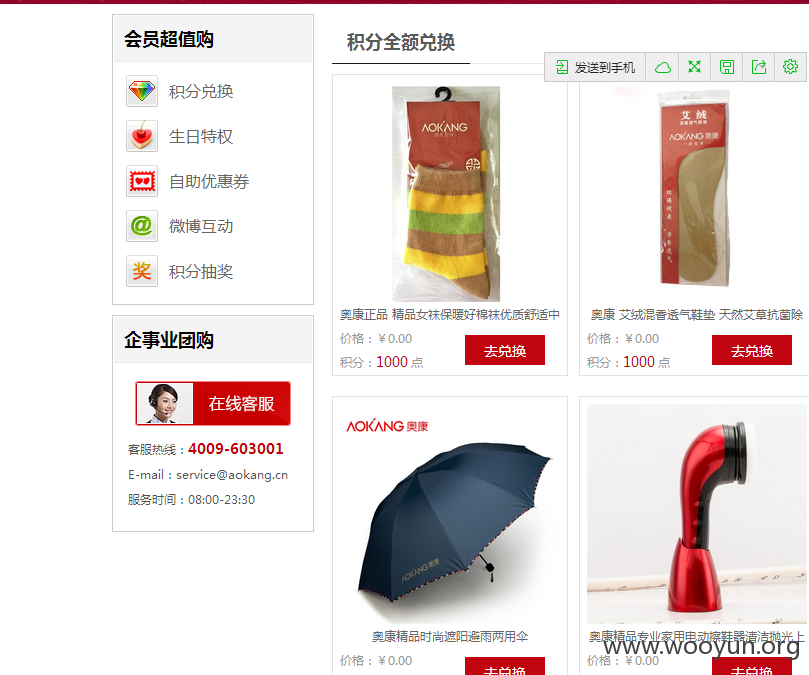 会员超值购
积分兑换
生日特权
自助优惠券
@
微博互动
奖
积分抽奖
企事业团购
在线客服
客服热线：4009-603001
E-mail：service@aokang.cn
服务时间：08:00-23:30
积分全额兑换
发送到手机
AOKANG
奥康正品 精品女袜保暖好棉袜优质舒适中
价格：￥0.00
积分：1000 点
去兑换
艾绒
AOKANG 奥康
奥康 艾绒混香透气鞋垫 天然艾草抗菌除
价格：￥0.00
积分：1000 点
去兑换
AOKANG 奥康
AOKANG 奥康
奥康精品时尚遮阳避雨两用伞
价格：￥0.00
去兑换
奥康精品专业家用电动擦鞋器清洁抛光上
价格：￥0.00
去兑换
www.wooyun.org